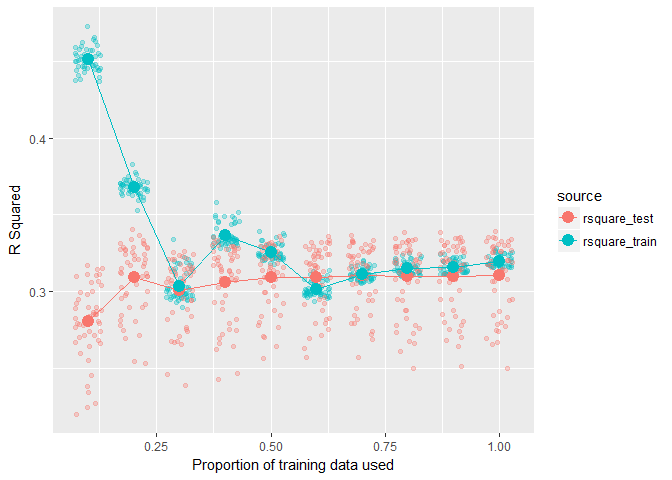 0.4
0.3
R Squared
0.25
0.50
0.75
1.00
Proportion of training data used
source
rsquare_test
rsquare_train